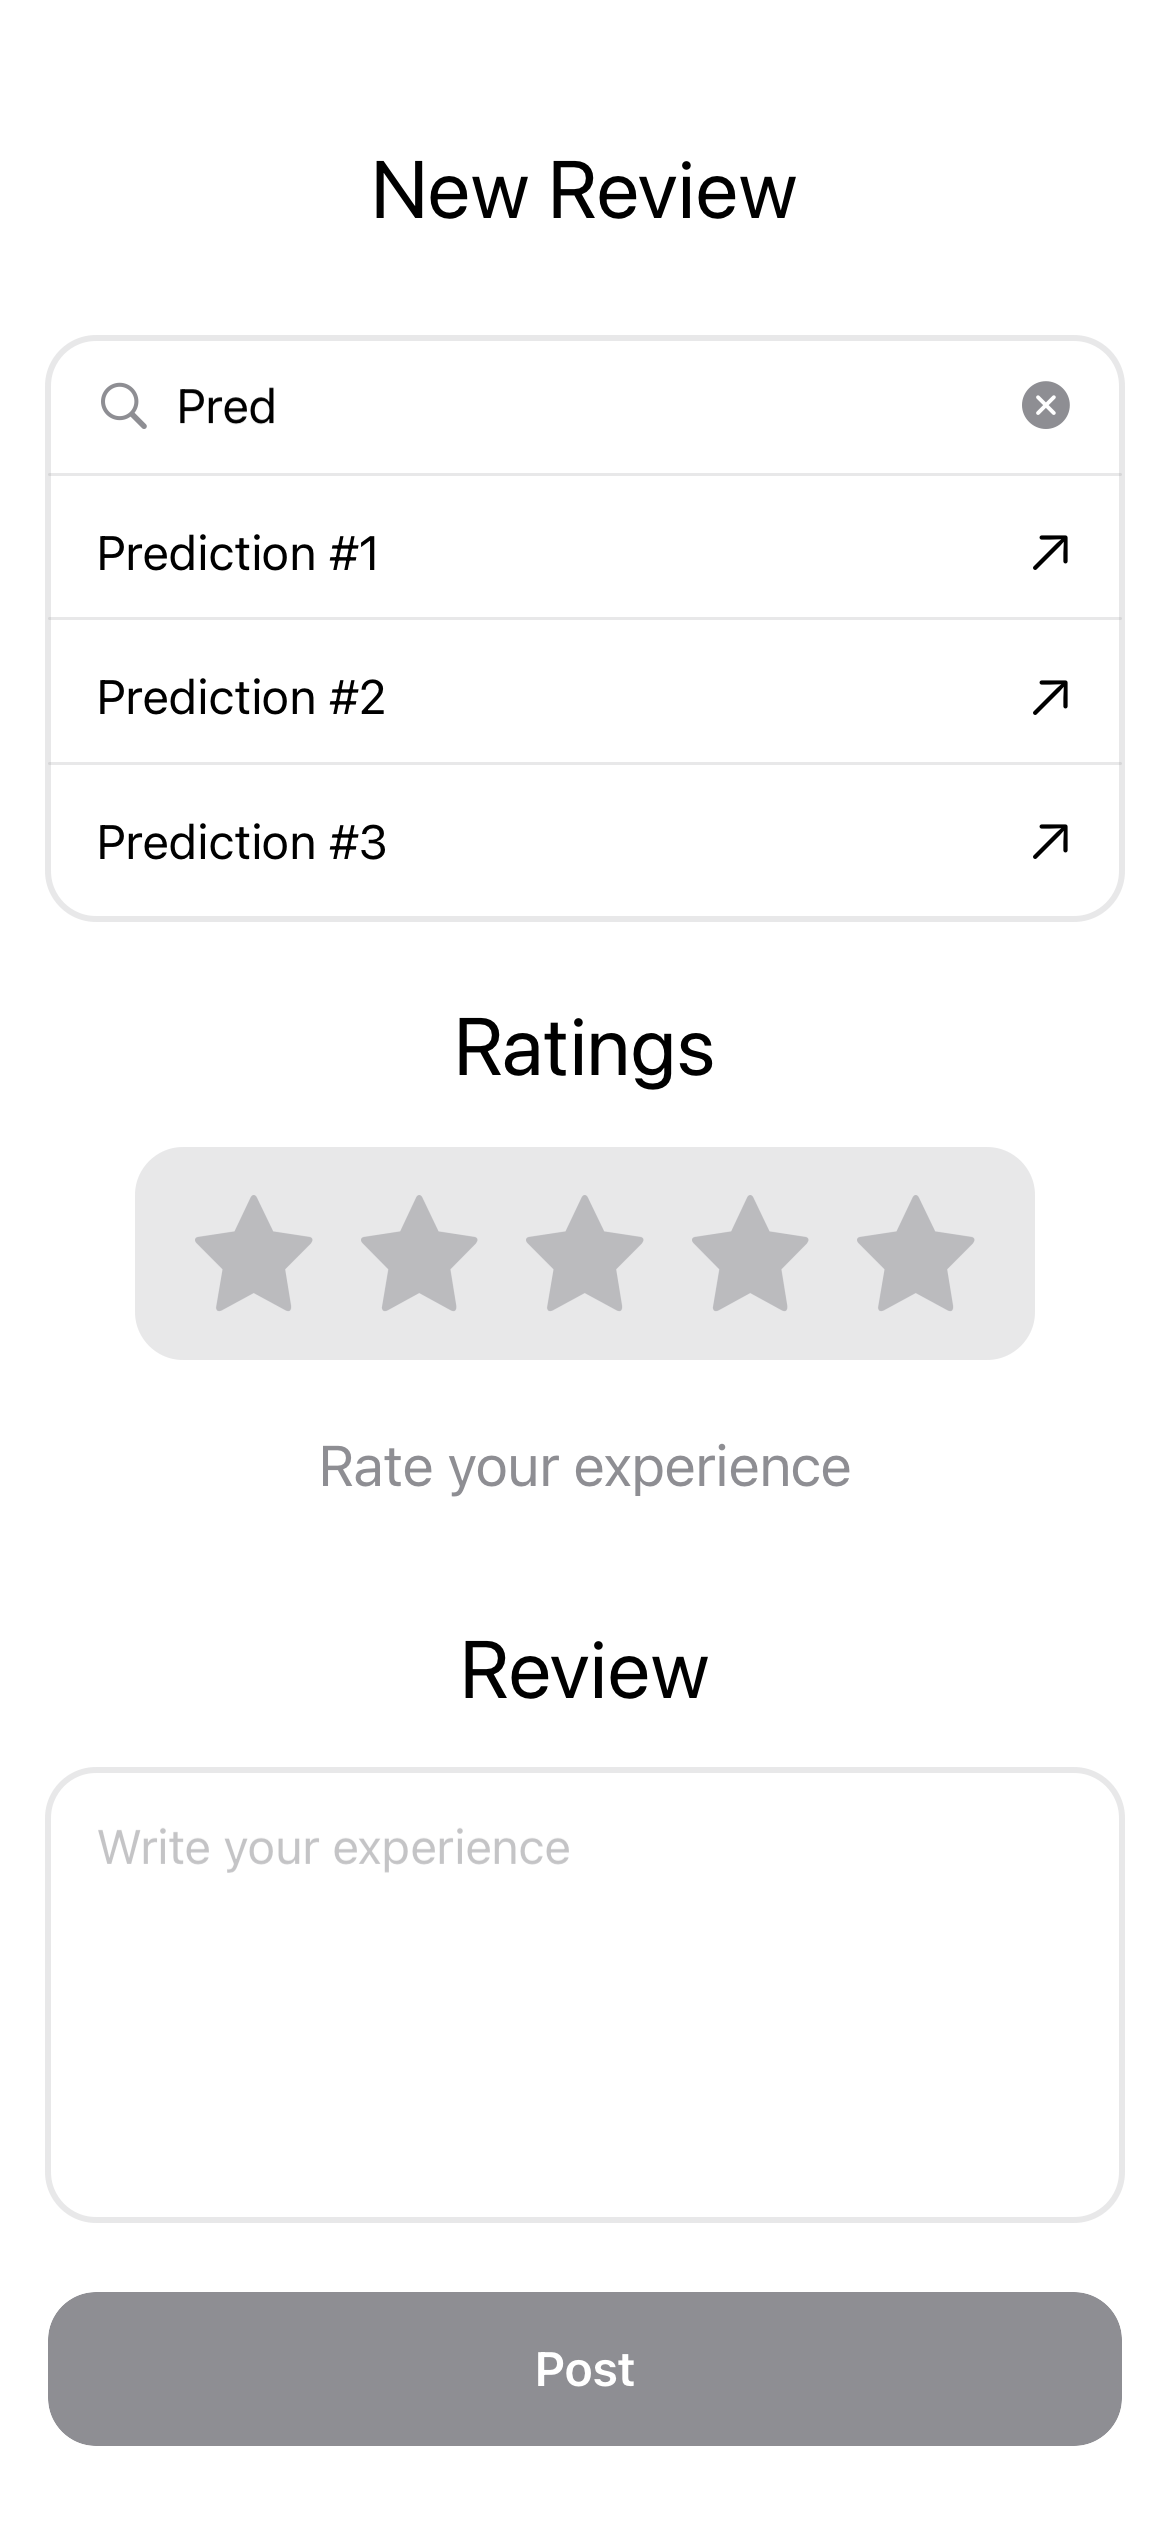 New Review
Pred
Prediction #1
Prediction #2
Prediction #3
Ratings
Rate your experience
Review
Write your experience
Post